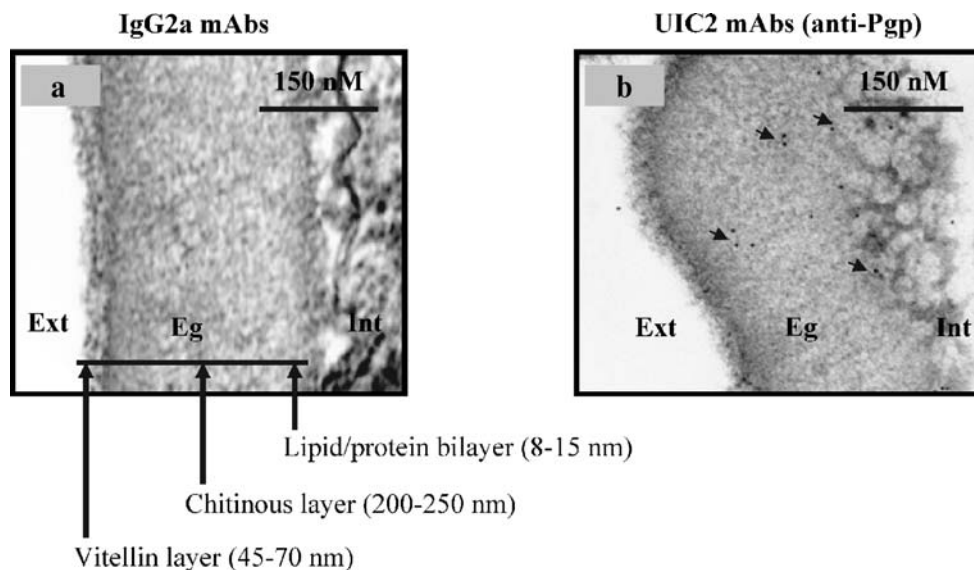 IgG2a mAbs
UIC2 mAbs (anti-Pgp)
a
150 nM
b
150 nM
Ext
Eg
Int
Ext
Eg
Int
Lipid/protein bilayer (8-15 nm)
Chitinous layer (200-250 nm)
Vitellin layer (45-70 nm)